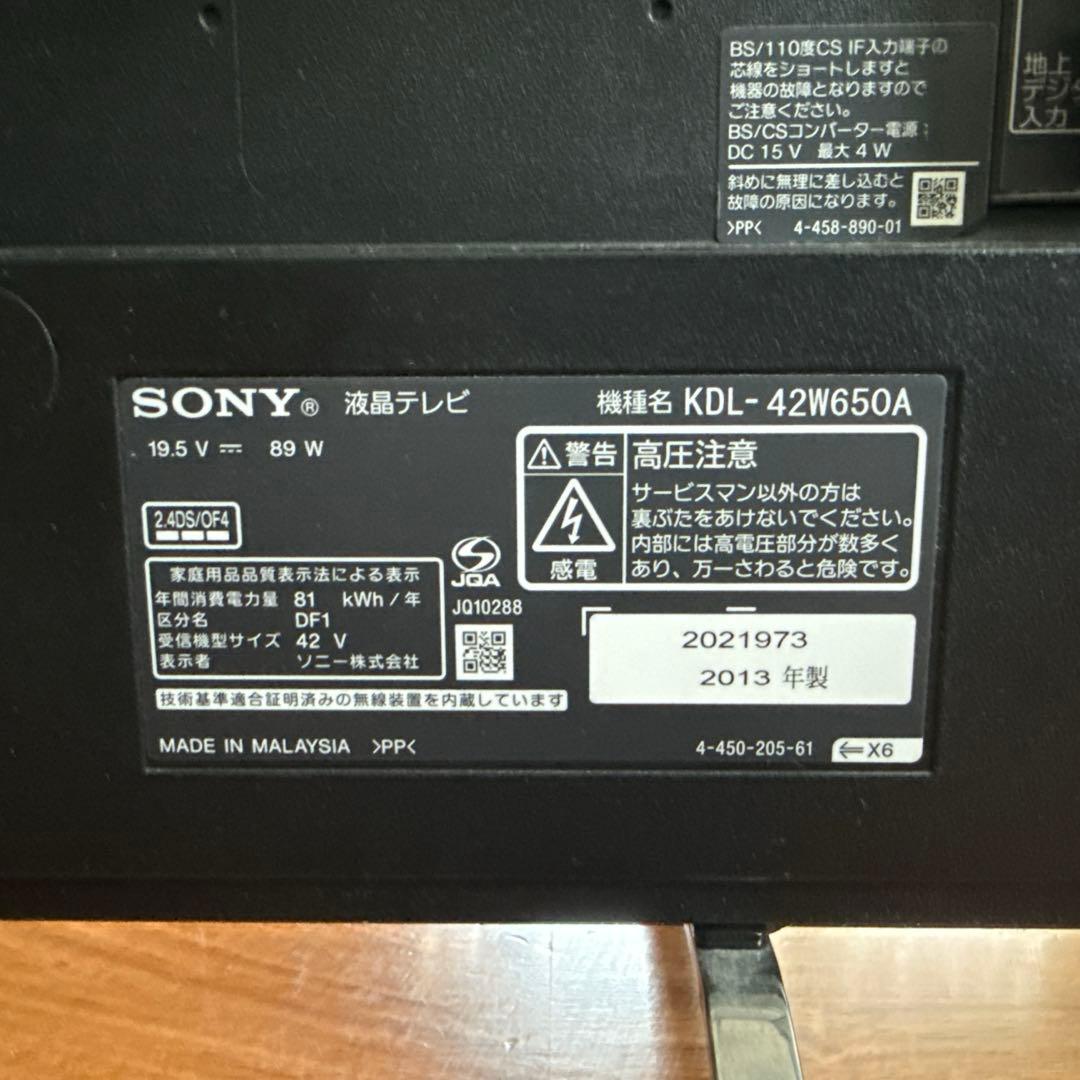 BS/110度CS IF入力端子の
芯線をショートしますと
機器の故障となりますので
ご注意ください。
BS/CSコンバーター電源:
DC 15 V 最大 4 W
斜めに無理に差し込むと
故障の原因になります。
>PP< 4-458-890-01
地上
デジ
入力
SONY® 液晶テレビ 機種名 KDL-42W650A
19.5 V ⎓ 89 W
警告 高圧注意
サービスマン以外の方は
裏ぶたをあけないでください。
内部には高電圧部分が数多く
あり、万一さわると危険です。
感電
2.4DS/OF4
家庭用品品質表示法による表示
年間消費電力量 81 kWh/年
区分名 DF1
受信機型サイズ 42 V
表示者 ソニー株式会社
JQA
JQ10288
2021973
2013 年製
技術基準適合証明済みの無線装置を内蔵しています
MADE IN MALAYSIA >PP<
4-450-205-61 ⇐X6